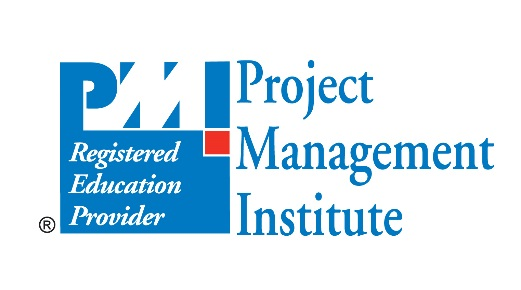 PMI
Registered
Education
Provider
®
Project
Management
Institute